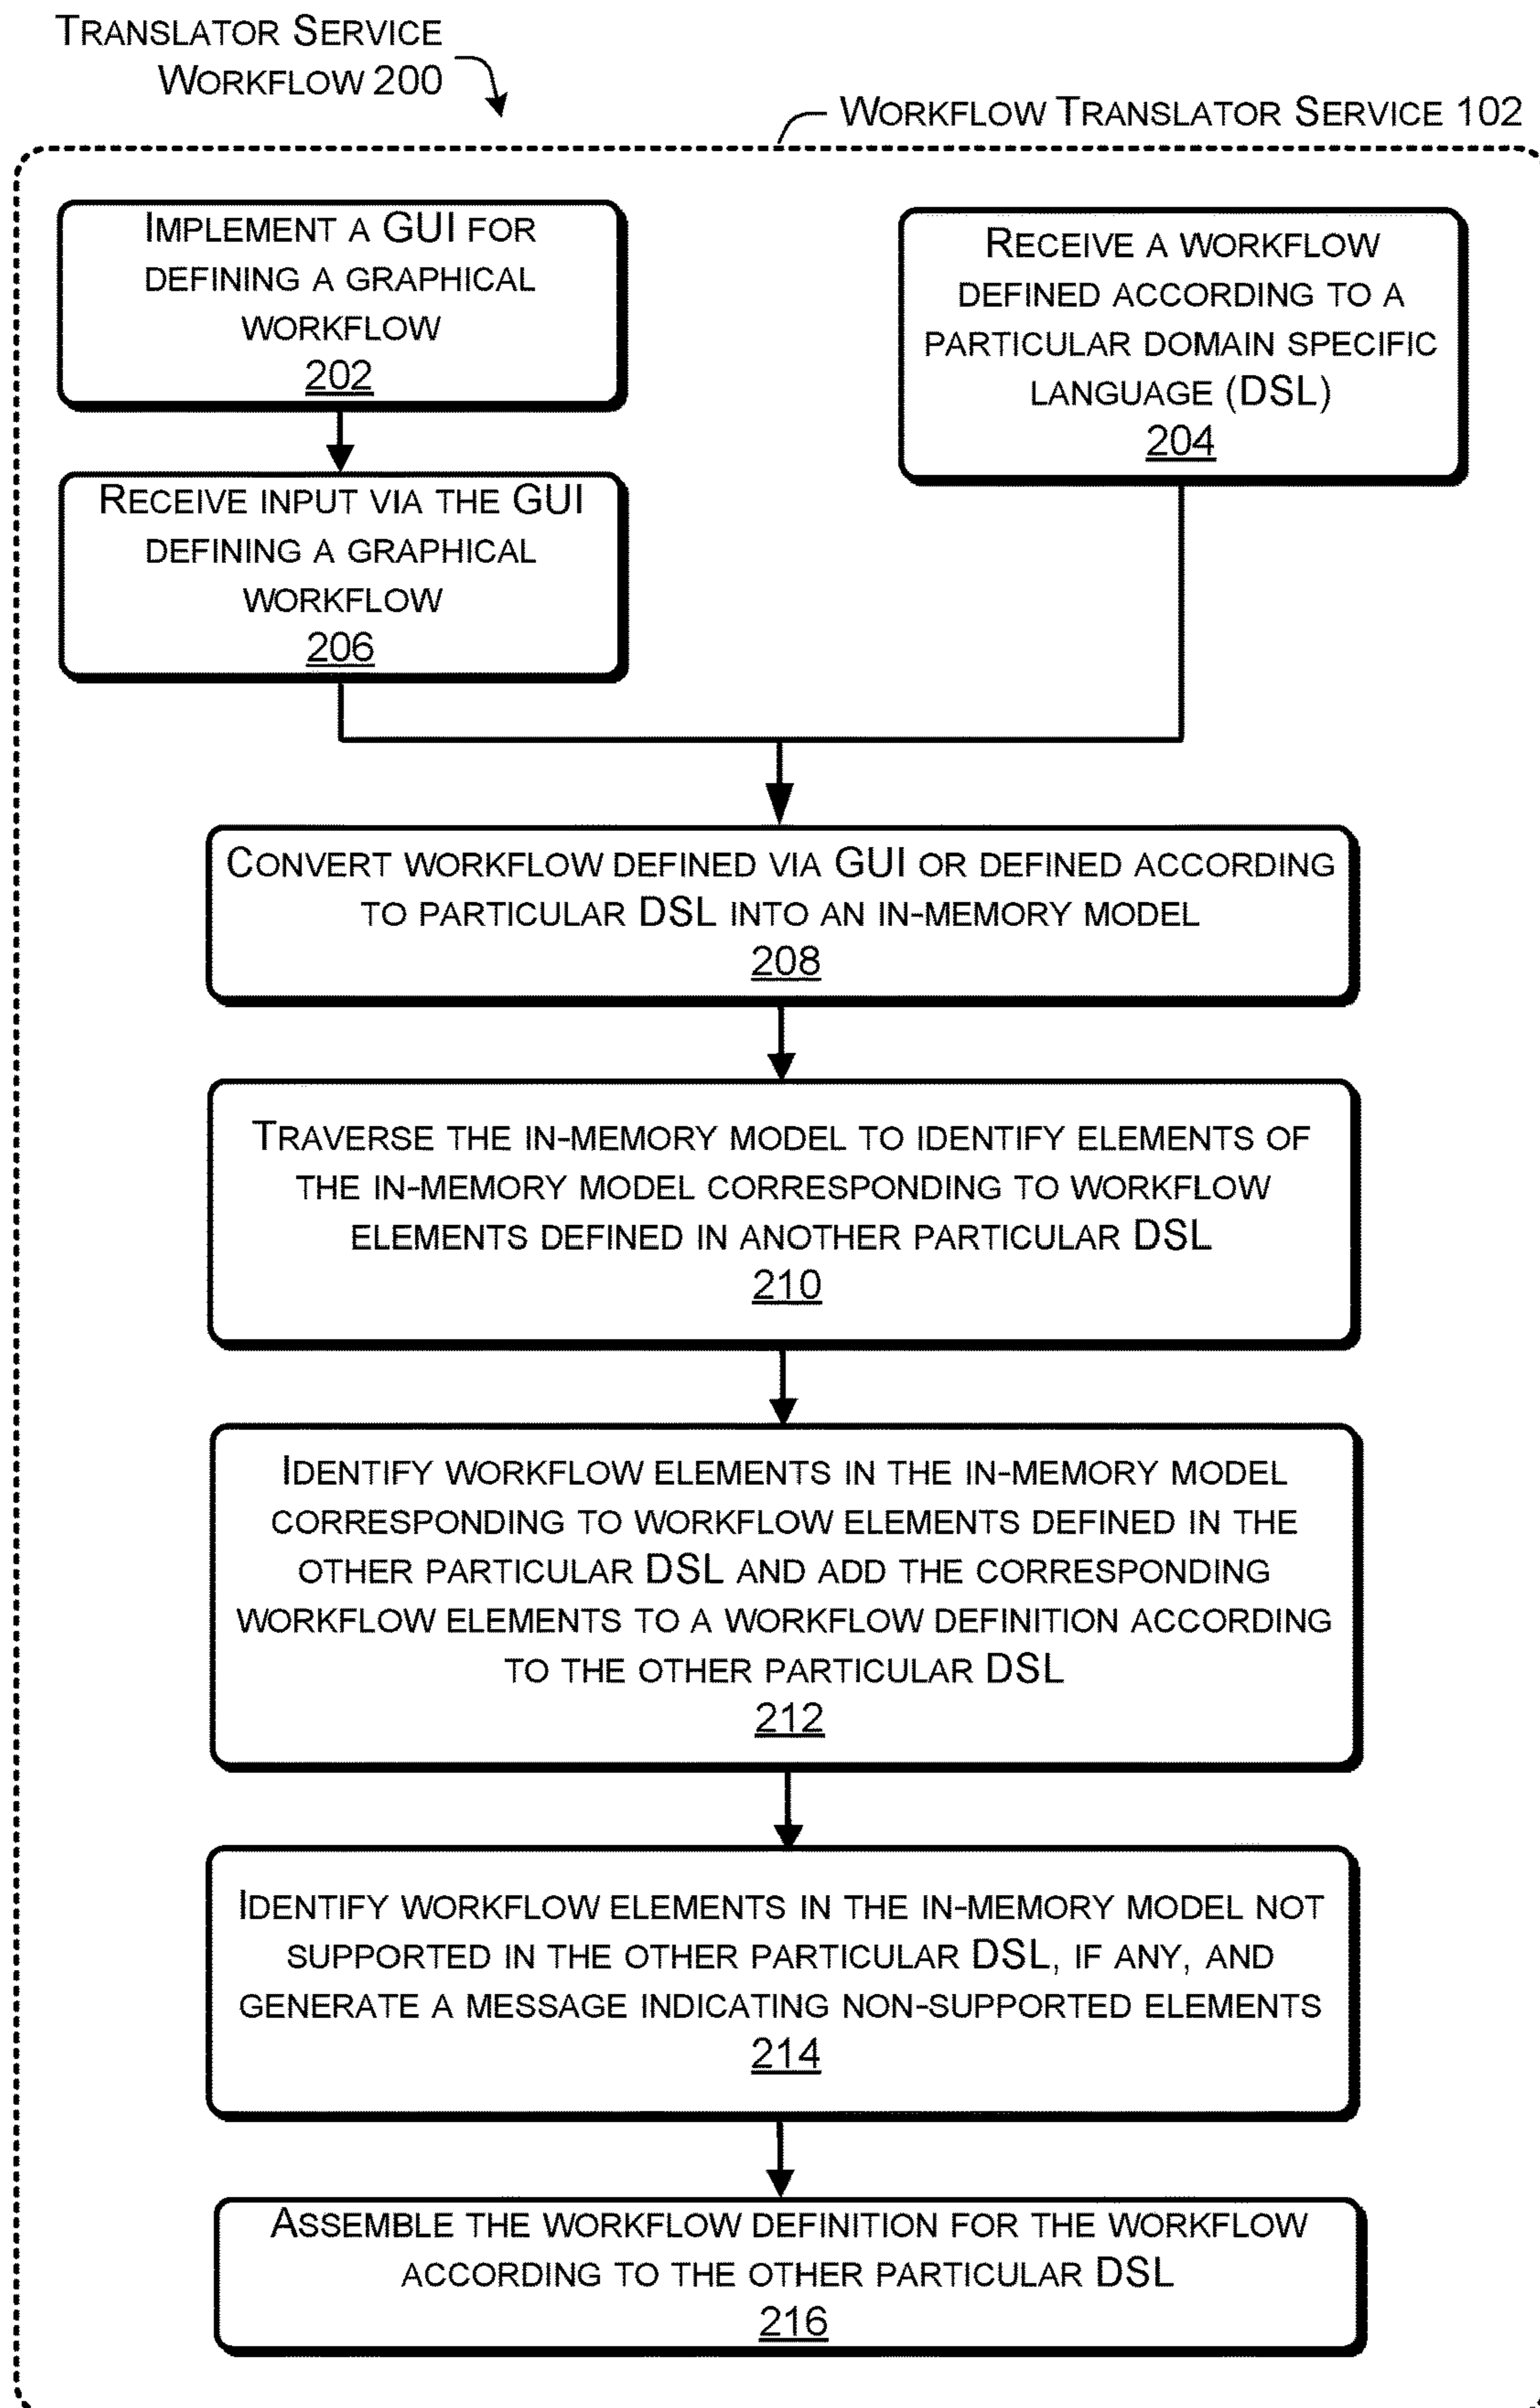 TRANSLATOR SERVICE
WORKFLOW 200
WORKFLOW TRANSLATOR SERVICE 102
IMPLEMENT A GUI FOR
DEFINING A GRAPHICAL
WORKFLOW
202
RECEIVE A WORKFLOW
DEFINED ACCORDING TO A
PARTICULAR DOMAIN SPECIFIC
LANGUAGE (DSL)
204
RECEIVE INPUT VIA THE GUI
DEFINING A GRAPHICAL
WORKFLOW
206
CONVERT WORKFLOW DEFINED VIA GUI OR DEFINED ACCORDING
TO PARTICULAR DSL INTO AN IN-MEMORY MODEL
208
TRAVERSE THE IN-MEMORY MODEL TO IDENTIFY ELEMENTS OF
THE IN-MEMORY MODEL CORRESPONDING TO WORKFLOW
ELEMENTS DEFINED IN ANOTHER PARTICULAR DSL
210
IDENTIFY WORKFLOW ELEMENTS IN THE IN-MEMORY MODEL
CORRESPONDING TO WORKFLOW ELEMENTS DEFINED IN THE
OTHER PARTICULAR DSL AND ADD THE CORRESPONDING
WORKFLOW ELEMENTS TO A WORKFLOW DEFINITION ACCORDING
TO THE OTHER PARTICULAR DSL
212
IDENTIFY WORKFLOW ELEMENTS IN THE IN-MEMORY MODEL NOT
SUPPORTED IN THE OTHER PARTICULAR DSL, IF ANY, AND
GENERATE A MESSAGE INDICATING NON-SUPPORTED ELEMENTS
214
ASSEMBLE THE WORKFLOW DEFINITION FOR THE WORKFLOW
ACCORDING TO THE OTHER PARTICULAR DSL
216